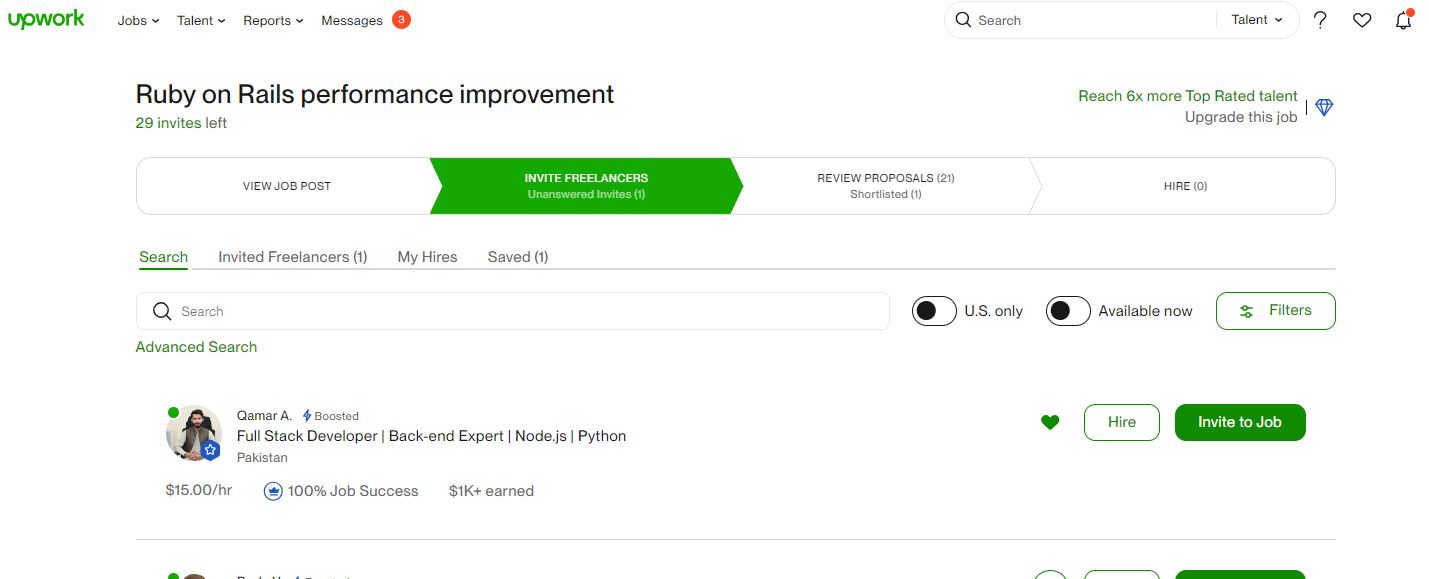 upwork Jobs Talent Reports Messages 3 Search Talent
Ruby on Rails performance improvement
29 invites left
Reach 6x more Top Rated talent
Upgrade this job
VIEW JOB POST
INVITE FREELANCERS
Unanswered Invites (1)
REVIEW PROPOSALS (21)
Shortlisted (1)
HIRE (0)
Search Invited Freelancers (1) My Hires Saved (1)
Search U.S. only Available now Filters
Advanced Search
Qamar A. Boosted
Full Stack Developer | Back-end Expert | Node.js | Python
Pakistan
Hire Invite to Job
$15.00/hr 100% Job Success $1K+ earned